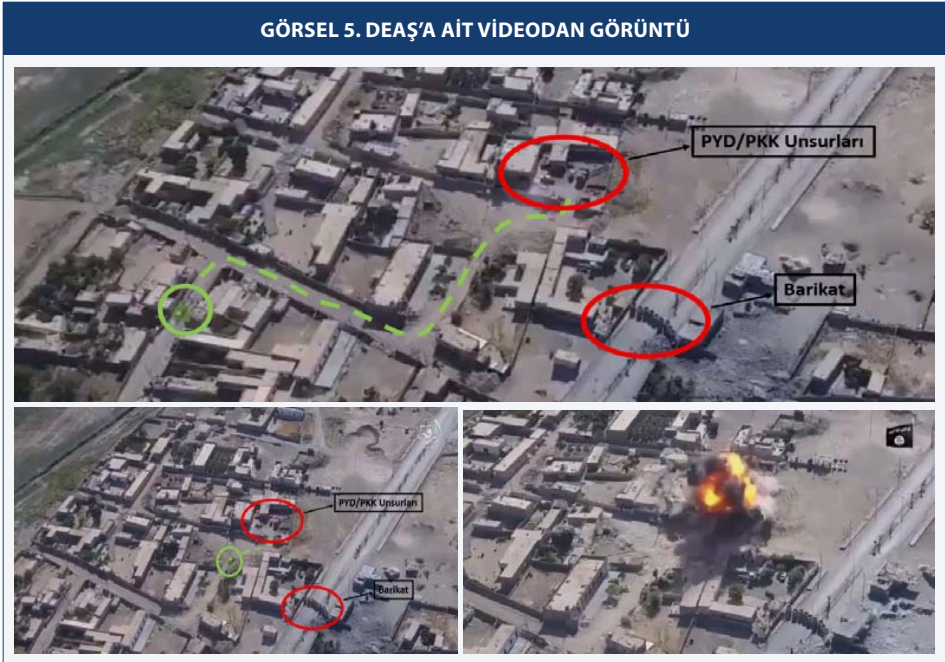 GÖRSEL 5. DEAŞ’A AİT VİDEODAN GÖRÜNTÜ
PYD/PKK Unsurları
Barikat
PYD/PKK Unsurları
Barikat